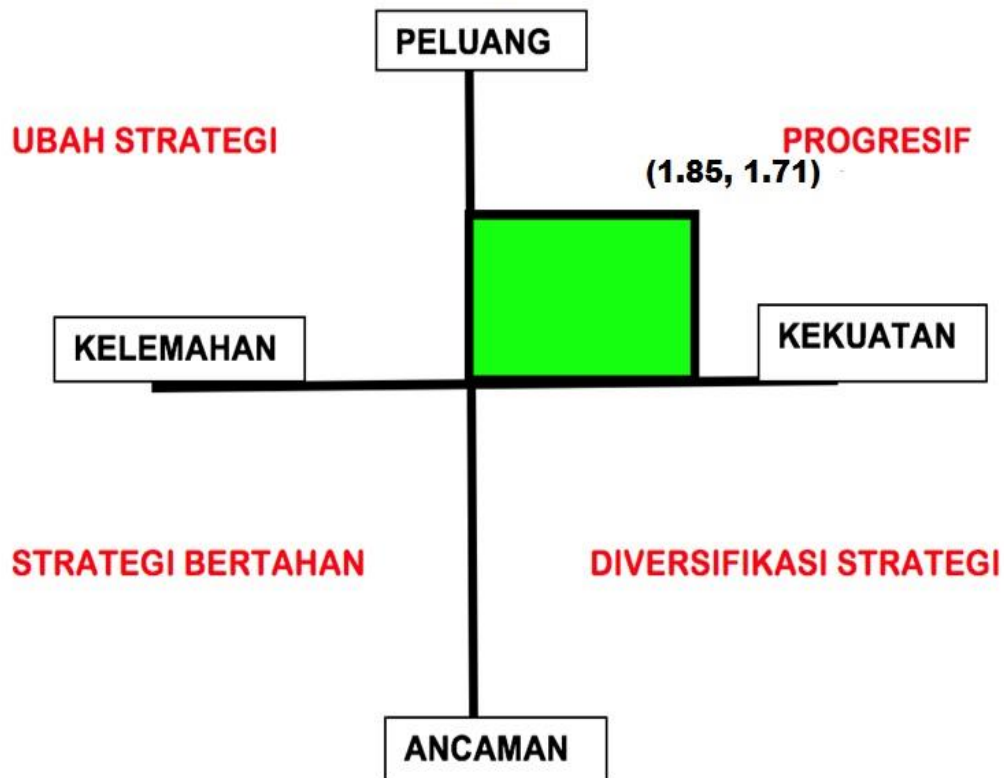 PELUANG
UBAH STRATEGI
PROGRESIF
(1.85, 1.71)
KELEMAHAN
KEKUATAN
STRATEGI BERTAHAN
DIVERSIFIKASI STRATEGI
ANCAMAN